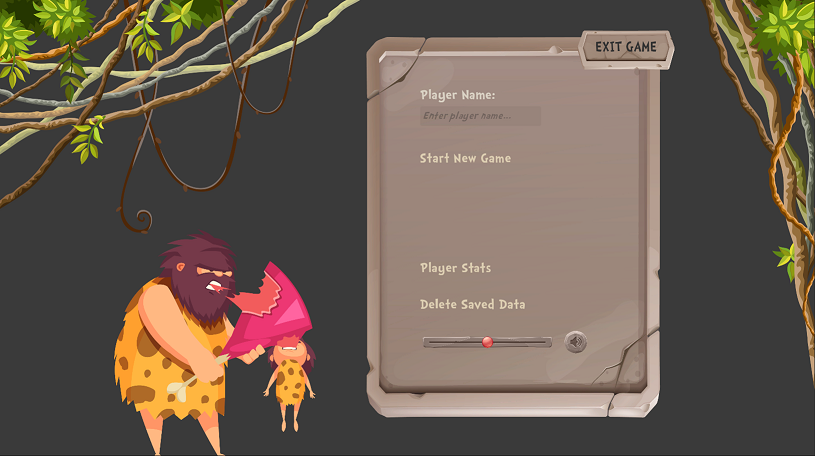 EXIT GAME
Player Name:
Enter player name...
Start New Game
Player Stats
Delete Saved Data